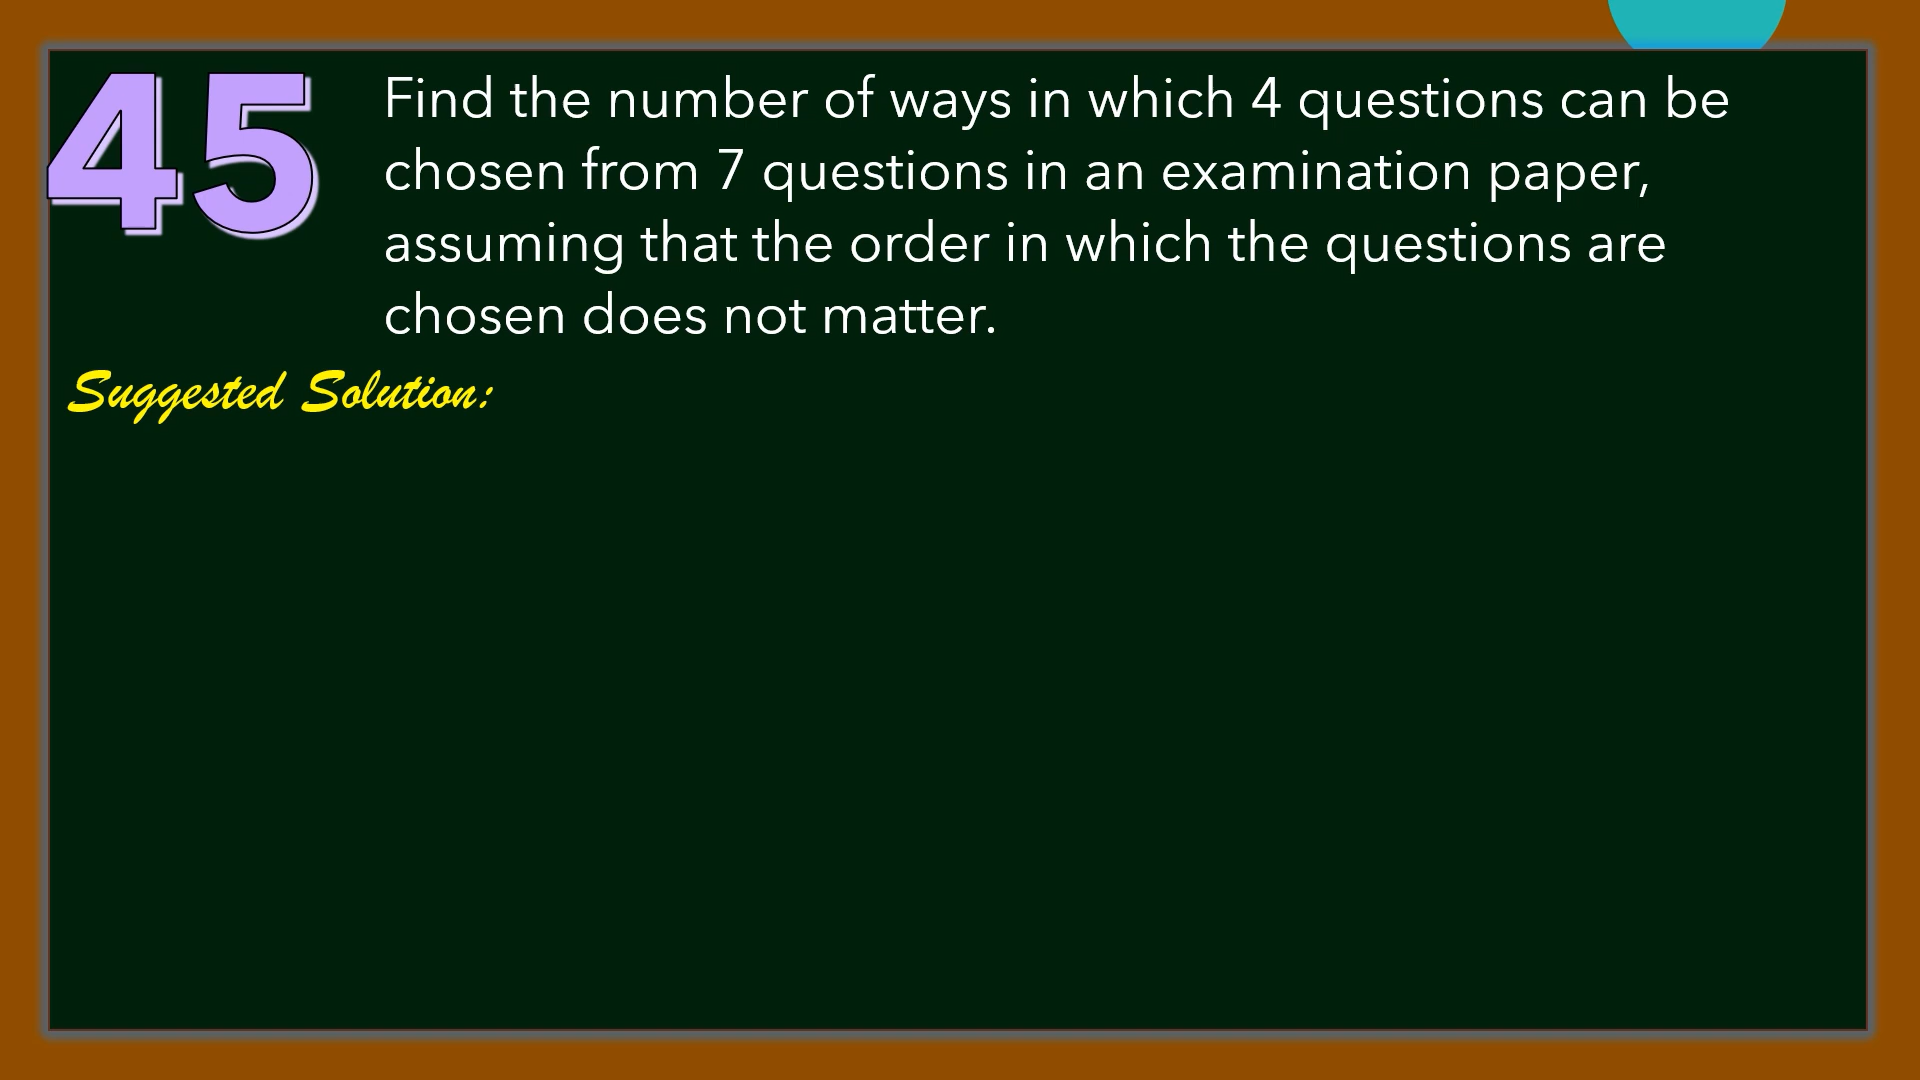 45
Find the number of ways in which 4 questions can be
chosen from 7 questions in an examination paper,
assuming that the order in which the questions are
chosen does not matter.
Suggested Solution: